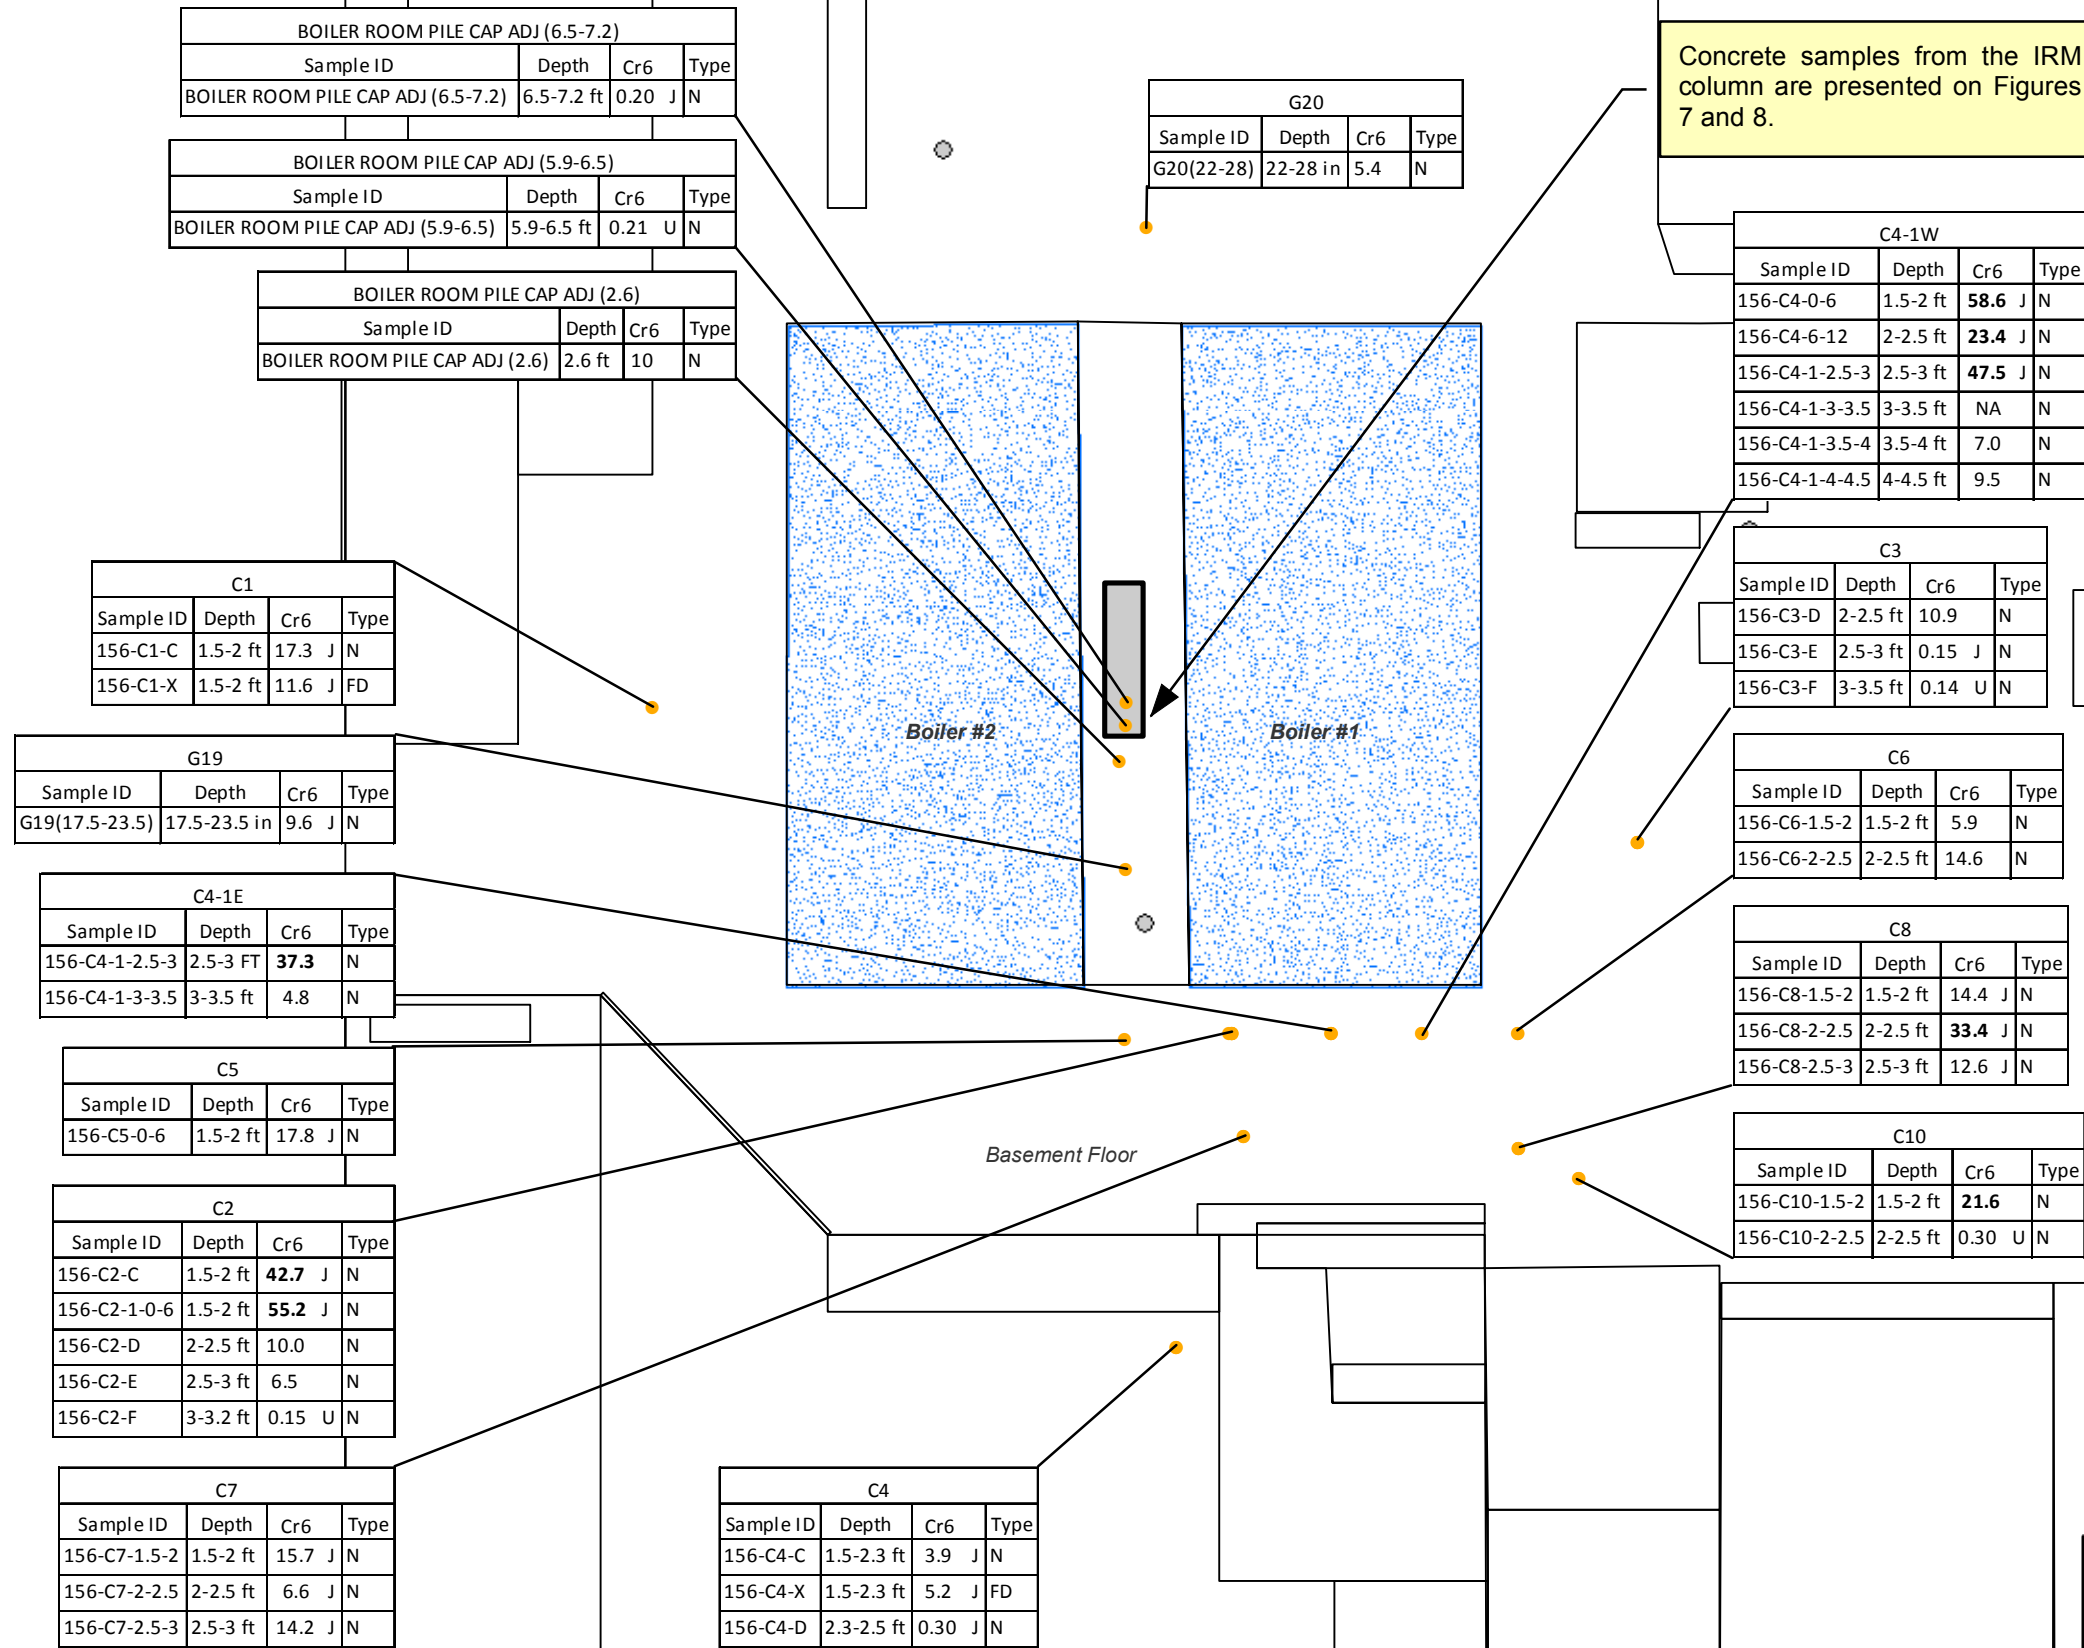 BOILER ROOM PILE CAP ADJ (6.5-7.2)
Sample ID Depth Cr6 Type
BOILER ROOM PILE CAP ADJ (6.5-7.2) 6.5-7.2 ft 0.20 J N
BOILER ROOM PILE CAP ADJ (5.9-6.5)
Sample ID Depth Cr6 Type
BOILER ROOM PILE CAP ADJ (5.9-6.5) 5.9-6.5 ft 0.21 U N
BOILER ROOM PILE CAP ADJ (2.6)
Sample ID Depth Cr6 Type
BOILER ROOM PILE CAP ADJ (2.6) 2.6 ft 10 N
G20
Sample ID Depth Cr6 Type
G20(22-28) 22-28 in 5.4 N
Concrete samples from the IRM
column are presented on Figures
7 and 8.
C4-1W
Sample ID Depth Cr6 Type
156-C4-0-6 1.5-2 ft 58.6 J N
156-C4-6-12 2-2.5 ft 23.4 J N
156-C4-1-2.5-3 2.5-3 ft 47.5 J N
156-C4-1-3-3.5 3-3.5 ft NA N
156-C4-1-3.5-4 3.5-4 ft 7.0 N
156-C4-1-4-4.5 4-4.5 ft 9.5 N
C3
Sample ID Depth Cr6 Type
156-C3-D 2-2.5 ft 10.9 N
156-C3-E 2.5-3 ft 0.15 J N
156-C3-F 3-3.5 ft 0.14 U N
C1
Sample ID Depth Cr6 Type
156-C1-C 1.5-2 ft 17.3 J N
156-C1-X 1.5-2 ft 11.6 J FD
Boiler #2
Boiler #1
G19
Sample ID Depth Cr6 Type
G19(17.5-23.5) 17.5-23.5 in 9.6 J N
C6
Sample ID Depth Cr6 Type
156-C6-1.5-2 1.5-2 ft 5.9 N
156-C6-2-2.5 2-2.5 ft 14.6 N
C4-1E
Sample ID Depth Cr6 Type
156-C4-1-2.5-3 2.5-3 FT 37.3 N
156-C4-1-3-3.5 3-3.5 ft 4.8 N
C8
Sample ID Depth Cr6 Type
156-C8-1.5-2 1.5-2 ft 14.4 J N
156-C8-2-2.5 2-2.5 ft 33.4 J N
156-C8-2.5-3 2.5-3 ft 12.6 J N
C5
Sample ID Depth Cr6 Type
156-C5-0-6 1.5-2 ft 17.8 J N
Basement Floor
C10
Sample ID Depth Cr6 Type
156-C10-1.5-2 1.5-2 ft 21.6 N
156-C10-2-2.5 2-2.5 ft 0.30 U N
C2
Sample ID Depth Cr6 Type
156-C2-C 1.5-2 ft 42.7 J N
156-C2-1-0-6 1.5-2 ft 55.2 J N
156-C2-D 2-2.5 ft 10.0 N
156-C2-E 2.5-3 ft 6.5 N
156-C2-F 3-3.2 ft 0.15 U N
C7
Sample ID Depth Cr6 Type
156-C7-1.5-2 1.5-2 ft 15.7 J N
156-C7-2-2.5 2-2.5 ft 6.6 J N
156-C7-2.5-3 2.5-3 ft 14.2 J N
C4
Sample ID Depth Cr6 Type
156-C4-C 1.5-2.3 ft 3.9 J N
156-C4-X 1.5-2.3 ft 5.2 J FD
156-C4-D 2.3-2.5 ft 0.30 J N